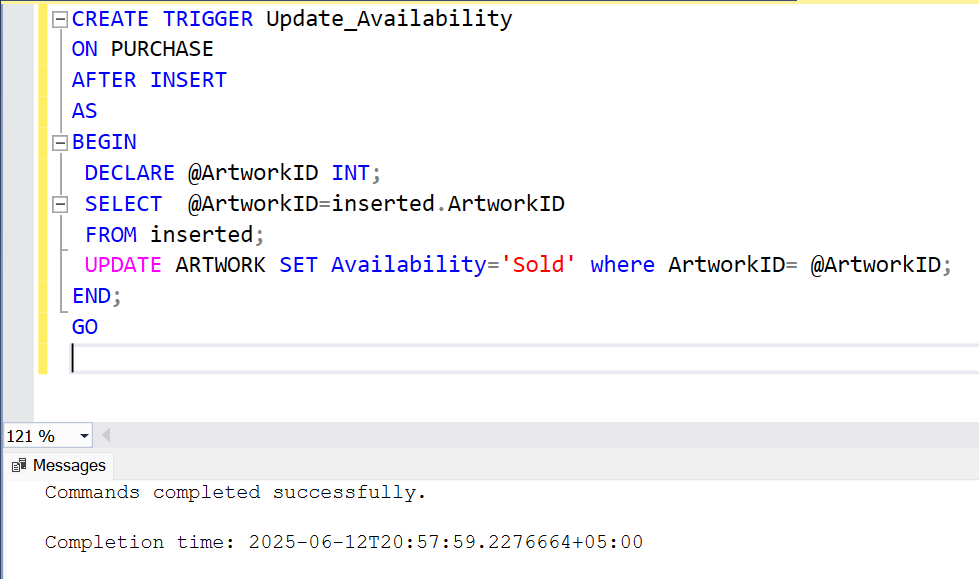 CREATE TRIGGER Update_Availability
ON PURCHASE
AFTER INSERT
AS
BEGIN
DECLARE @ArtworkID INT;
SELECT  @ArtworkID=inserted.ArtworkID
FROM inserted;
UPDATE ARTWORK SET Availability='Sold' where ArtworkID= @ArtworkID;
END;
GO
121 %
Messages
Commands completed successfully.
Completion time: 2025-06-12T20:57:59.2276664+05:00